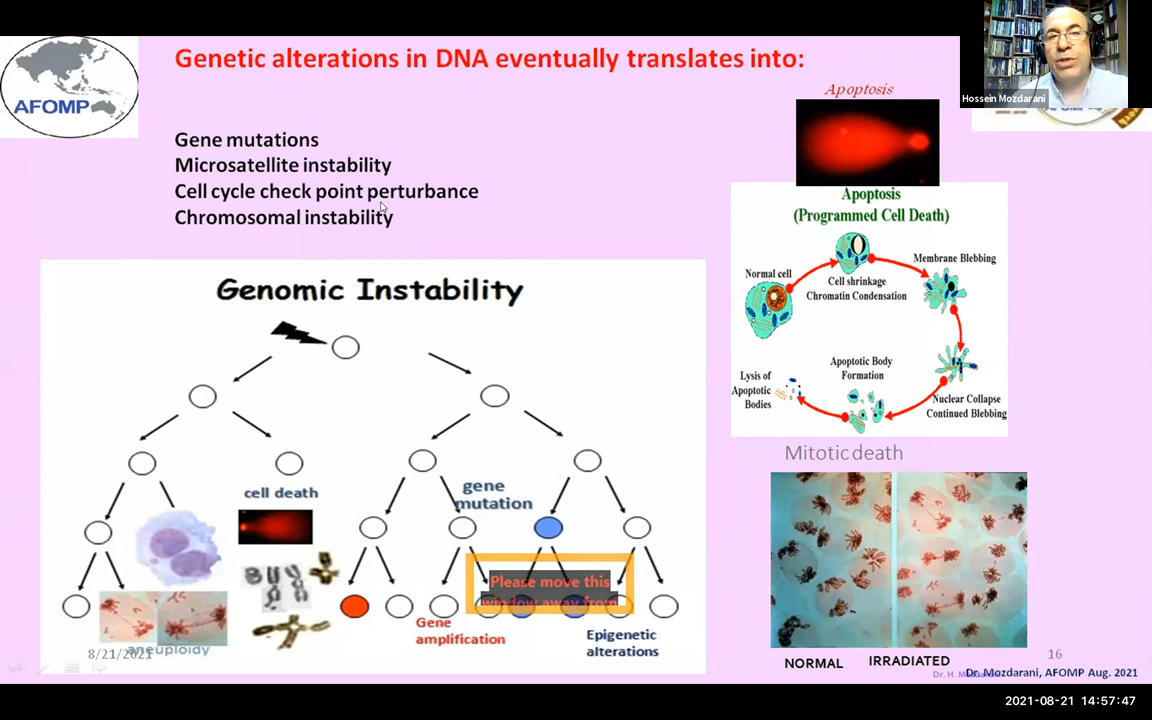 Genetic alterations in DNA eventually translates into:
AFOMP
Hossein Mozdarani
Gene mutations
Microsatellite instability
Cell cycle check point perturbance
Chromosomal instability
Apoptosis
Apoptosis
(Programmed Cell Death)
Normal cell
Cell shrinkage
Chromatin Condensation
Membrane Blebbing
Nuclear Collapse
Continued Blebbing
Apoptotic Body
Formation
Lysis of
Apoptotic
Bodies
Genomic Instability
cell death
gene
mutation
Please move this
window away from
Gene
amplification
Epigenetic
alterations
aneuploidy
8/21/2021
Mitotic death
NORMAL
IRRADIATED
16
Dr. Mozdarani, AFOMP Aug. 2021
2021-08-21 14:57:47